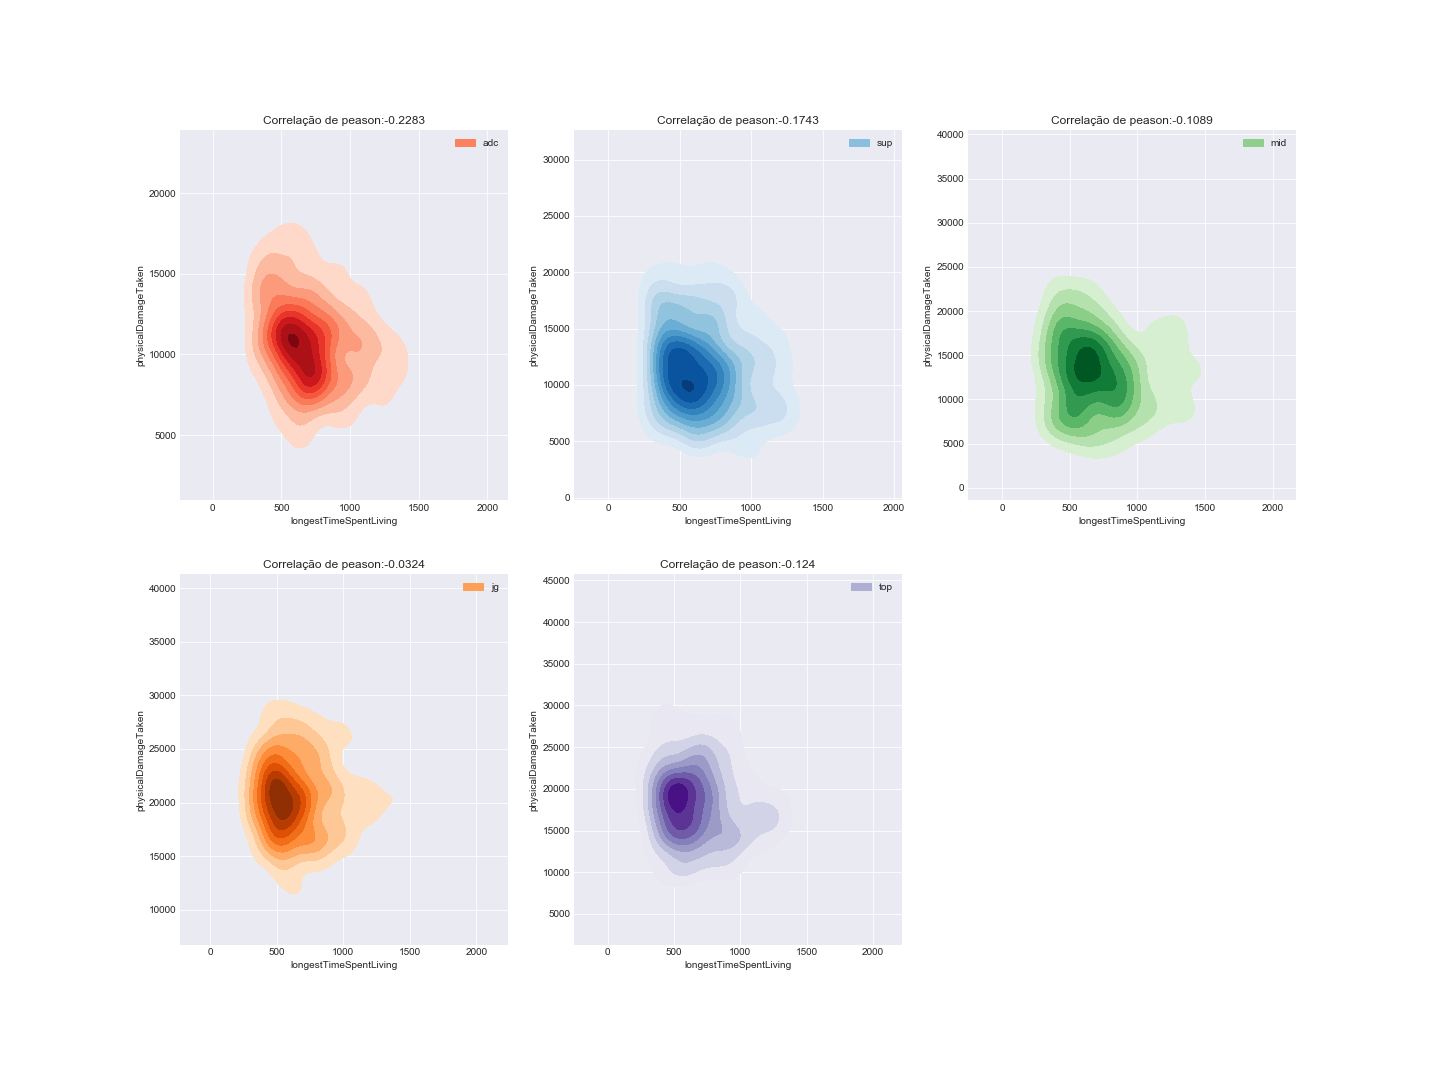 Correlação de peason:-0.2283
adc
20000
15000
10000
5000
physicalDamageTaken
0 500 1000 1500 2000
longestTimeSpentLiving
Correlação de peason:-0.1743
sup
30000
25000
20000
15000
10000
5000
0
physicalDamageTaken
0 500 1000 1500 2000
longestTimeSpentLiving
Correlação de peason:-0.1089
mid
40000
35000
30000
25000
20000
15000
10000
5000
0
physicalDamageTaken
0 500 1000 1500 2000
longestTimeSpentLiving
Correlação de peason:-0.0324
jg
40000
35000
30000
25000
20000
15000
10000
physicalDamageTaken
0 500 1000 1500 2000
longestTimeSpentLiving
Correlação de peason:-0.124
top
45000
40000
35000
30000
25000
20000
15000
10000
5000
physicalDamageTaken
0 500 1000 1500 2000
longestTimeSpentLiving